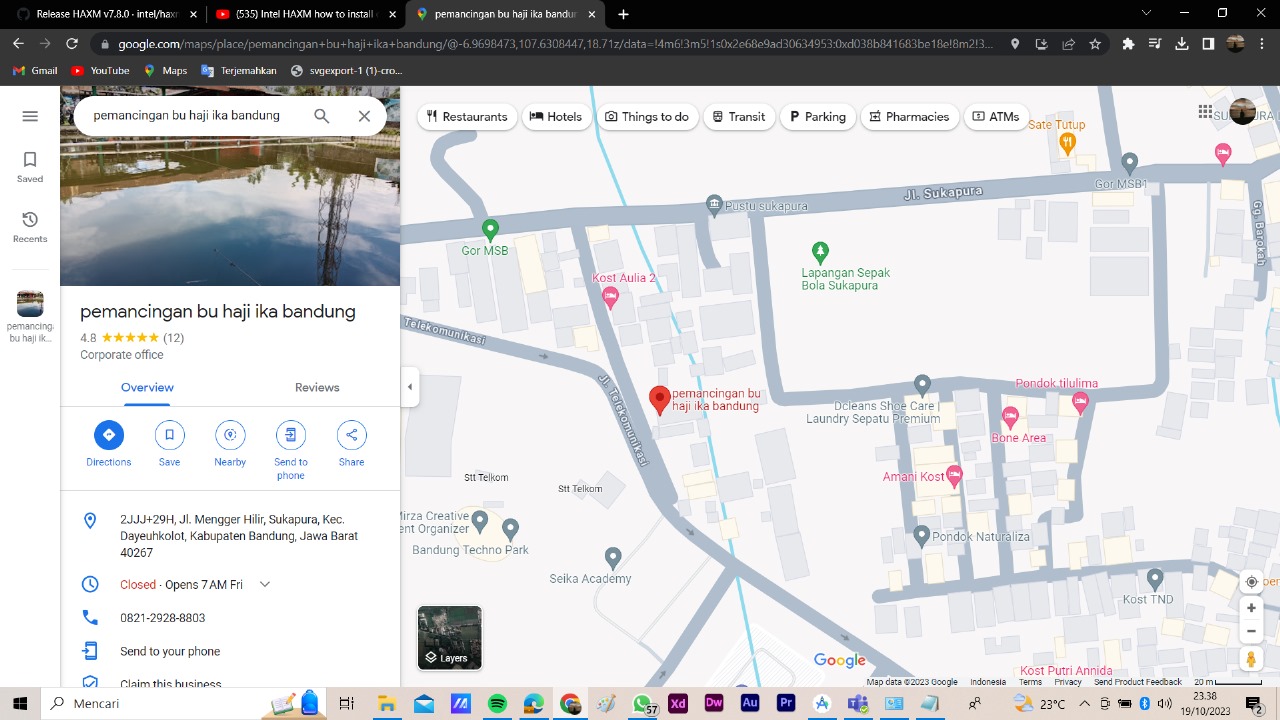 Release HAXM v7.8.0 · intel/haxm
(535) Intel HAXM how to install
pemancingan bu haji ika bandun
google.com/maps/place/pemancingan+bu+haji+ika+bandung/@-6.9698473,107.6308447,18.71z/data=!4m6!3m5!1s0x2e68e9ad30634953:0xd038b841683be18e!8m2!3...
Gmail
YouTube
Maps
Terjemahkan
svgexport-1 (1)-cro...
pemancingan bu haji ika bandung
Saved
Recents
pemancing
bu haji ik...
pemancingan bu haji ika bandung
4.8 (12)
Corporate office
Overview
Reviews
Directions
Save
Nearby
Send to
phone
Share
2JJJ+29H, Jl. Mengger Hilir, Sukapura, Kec.
Dayeuhkolot, Kabupaten Bandung, Jawa Barat
40267
Closed · Opens 7 AM Fri
0821-2928-8803
Send to your phone
Claim this business
Restaurants
Hotels
Things to do
Transit
Parking
Pharmacies
ATMs
Sate Tutup
Gor MSB1
Jl. Sukapura
Pustu sukapura
Gg. Barokah
Gor MSB
Lapangan Sepak
Bola Sukapura
Kost Aulia 2
Telekomunikasi
Jl. Telekomunikasi
pemancingan bu
haji ika bandung
Pondok tilulima
Dcleans Shoe Care |
Laundry Sepatu Premium
Bone Area
Amani Kost
Stt Telkom
Stt Telkom
Mirza Creative
ent Organizer
Bandung Techno Park
Pondok Naturaliza
Seika Academy
Kost TND
Kost Putri Annida
Layers
Google
Map data ©2023 Google
Indonesia
Terms
Privacy
Send Product Feedback
20 m
Mencari
37
Xd
Dw
Au
Pr
23°C
23.38
19/10/2023
2